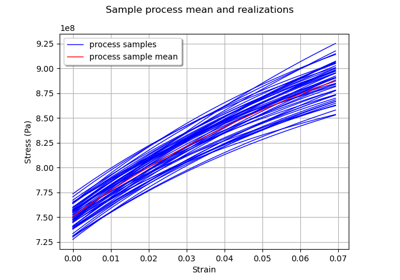 Sample process mean and realizations
1e8
process samples
process sample mean
9.25
9.00
8.75
8.50
8.25
8.00
7.75
7.50
7.25
Stress (Pa)
0.00 0.01 0.02 0.03 0.04 0.05 0.06 0.07
Strain